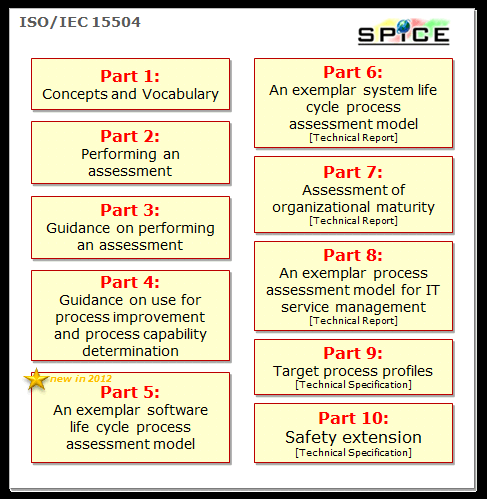 ISO/IEC 15504
SPiCE
Part 1:
Concepts and Vocabulary
Part 2:
Performing an
assessment
Part 3:
Guidance on performing
an assessment
Part 4:
Guidance on use for
process improvement
and process capability
determination
new in 2012
Part 5:
An exemplar software
life cycle process
assessment model
Part 6:
An exemplar system life
cycle process
assessment model
[Technical Report]
Part 7:
Assessment of
organizational maturity
[Technical Report]
Part 8:
An exemplar process
assessment model for IT
service management
[Technical Report]
Part 9:
Target process profiles
[Technical Specification]
Part 10:
Safety extension
[Technical Specification]